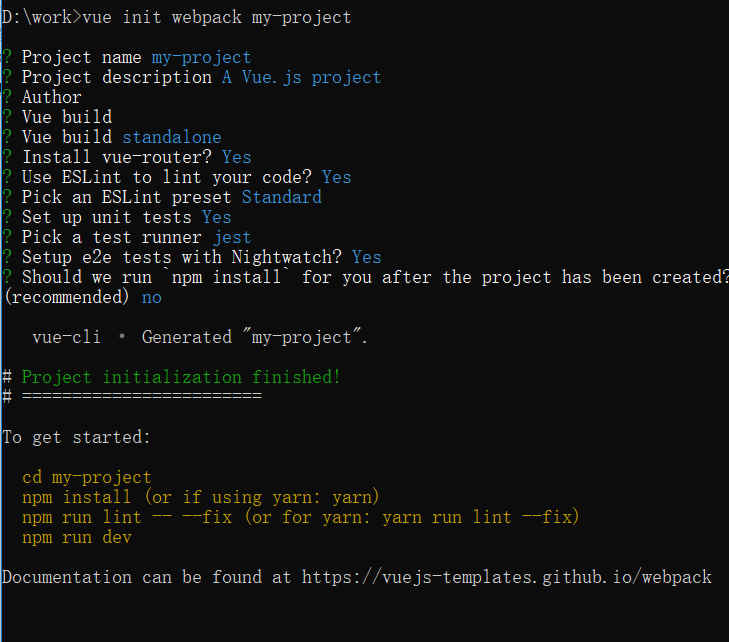 D:\work>vue init webpack my-project
? Project name my-project
? Project description A Vue.js project
? Author
? Vue build
? Vue build standalone
? Install vue-router? Yes
? Use ESLint to lint your code? Yes
? Pick an ESLint preset Standard
? Set up unit tests Yes
? Pick a test runner jest
? Setup e2e tests with Nightwatch? Yes
? Should we run `npm install` for you after the project has been created?
(recommended) no
vue-cli · Generated "my-project".
# Project initialization finished!
# ========================
To get started:
cd my-project
npm install (or if using yarn: yarn)
npm run lint -- --fix (or for yarn: yarn run lint --fix)
npm run dev
Documentation can be found at https://vuejs-templates.github.io/webpack